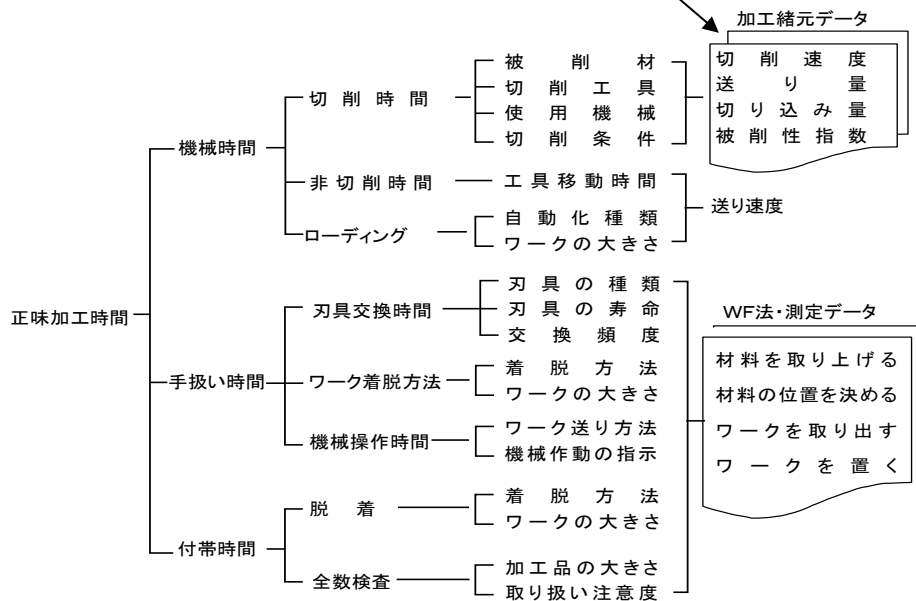 加工緒元データ
切削速度
送り量
切り込み量
被削性指数
被削材
切削工具
使用機械
切削条件
切削時間
機械時間
非切削時間
工具移動時間
送り速度
ローディング
自動化種類
ワークの大きさ
正味加工時間
刃具交換時間
刃具の種類
刃具の寿命
交換頻度
手扱い時間
ワーク着脱方法
着脱方法
ワークの大きさ
機械操作時間
ワーク送り方法
機械作動の指示
WF法・測定データ
材料を取り上げる
材料の位置を決める
ワークを取り出す
ワークを置く
付帯時間
脱着
着脱方法
ワークの大きさ
全数検査
加工品の大きさ
取り扱い注意度